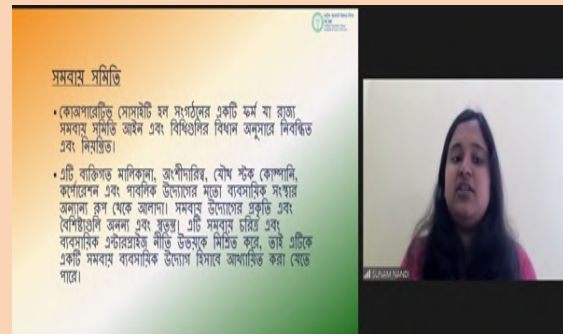 সমবায় সমিতি
• কোঅপারেটিভ সোসাইটি হল সংগঠনের একটি ফর্ম যা রাজ্য
সমবায় সমিতি আইন এবং বিধিগুলির বিধান অনুসারে নিবন্ধিত
এবং নিয়ন্ত্রিত।
• এটি ব্যক্তিগত মালিকানা, অংশীদারিত্ব, যৌথ স্টক কোম্পানি,
কর্পোরেশন এবং পাবলিক উদ্যোগের মতো ব্যবসায়িক সংস্থার
অন্যান্য রূপ থেকে আলাদা। সমবায় উদ্যোগের প্রকৃতি এবং
বৈশিষ্ট্যগুলি অনন্য এবং স্বতন্ত্র। এটি সমবায় চরিত্র এবং
ব্যবসায়িক এন্টারপ্রাইজ নীতি উভয়কে মিশ্রিত করে, তাই এটিকে
একটি সমবায় ব্যবসায়িক উদ্যোগ হিসাবে আখ্যায়িত করা যেতে
পারে।
SUNAM NANDI